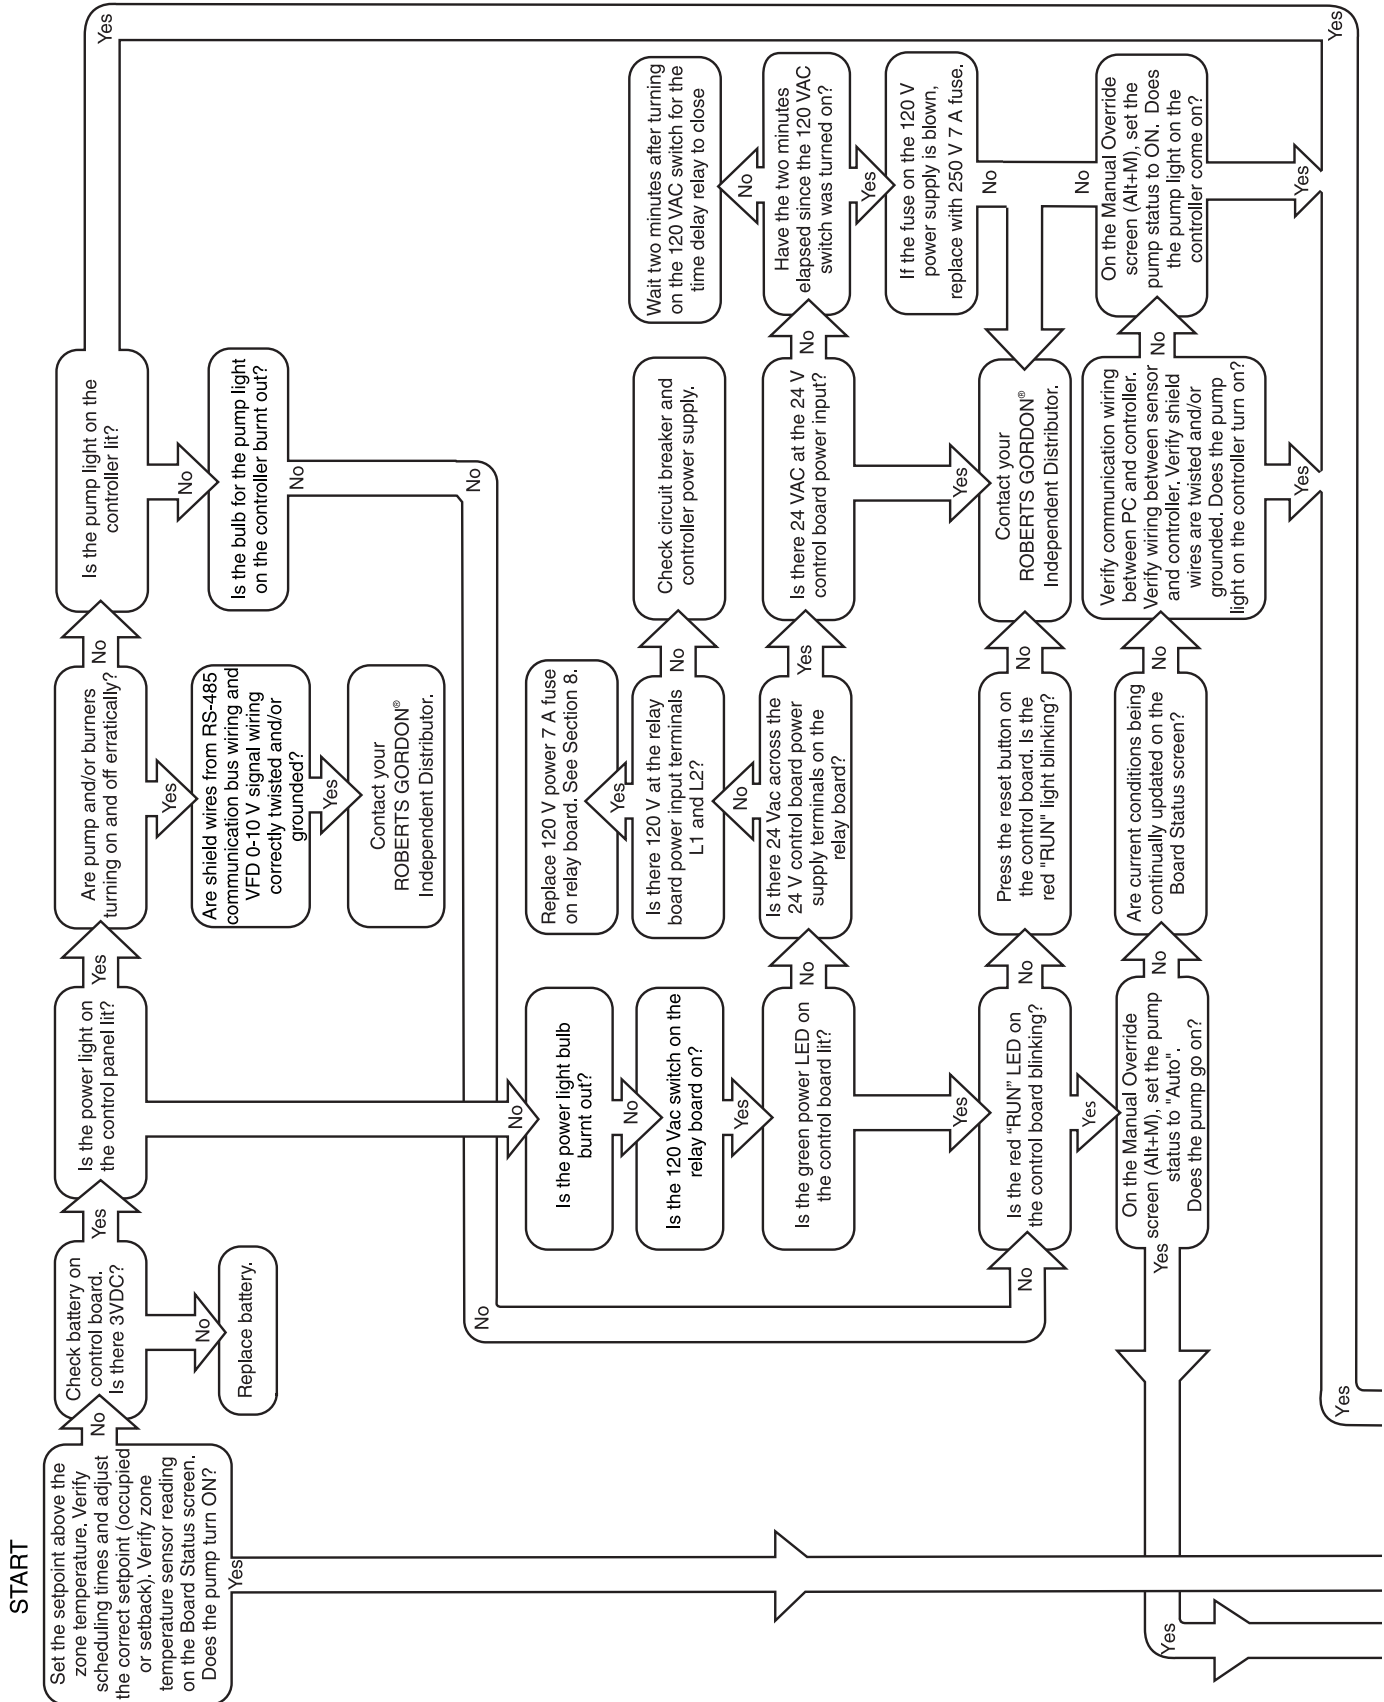 START
Set the setpoint above the
zone temperature. Verify
scheduling times and adjust
the correct setpoint (occupied
or setback). Verify zone
temperature sensor reading
on the Board Status screen.
Does the pump turn ON?
No
Yes
Check battery on
control board.
Is there 3VDC?
Yes
No
Replace battery.
Is the power light on
the control panel lit?
Yes
No
Are pump and/or burners
turning on and off erratically?
No
Yes
Are shield wires from RS-485
communication bus wiring and
VFD 0-10 V signal wiring
correctly twisted and/or
grounded?
Yes
Contact your
ROBERTS GORDON®
Independent Distributor.
Is the pump light on the
controller lit?
Yes
No
Is the bulb for the pump light
on the controller burnt out?
No
No
No
No
Is the power light bulb
burnt out?
No
Is the 120 Vac switch on the
relay board on?
Yes
Is the green power LED on
the control board lit?
No
Yes
Is there 24 Vac across the
24 V control board power
supply terminals on the
relay board?
No
Yes
Is there 120 V at the relay
board power input terminals
L1 and L2?
Yes
No
Replace 120 V power 7 A fuse
on relay board. See Section 8.
Check circuit breaker and
controller power supply.
Is there 24 VAC at the 24 V
control board power input?
No
Yes
Have the two minutes
elapsed since the 120 VAC
switch was turned on?
No
Yes
Wait two minutes after turning
on the 120 VAC switch for the
time delay relay to close
If the fuse on the 120 V
power supply is blown,
replace with 250 V 7 A fuse.
No
Is the red “RUN” LED on
the control board blinking?
No
Yes
Press the reset button on
the control board. Is the
red "RUN" light blinking?
No
Contact your
ROBERTS GORDON®
Independent Distributor.
On the Manual Override
screen (Alt+M), set the pump
status to "Auto".
Does the pump go on?
No
Yes
Are current conditions being
continually updated on the
Board Status screen?
No
Verify communication wiring
between PC and controller.
Verify wiring between sensor
and controller. Verify shield
wires are twisted and/or
grounded. Does the pump
light on the controller turn on?
No
Yes
On the Manual Override
screen (Alt+M), set the
pump status to ON. Does
the pump light on the
controller come on?
No
Yes
Yes
Yes
Yes